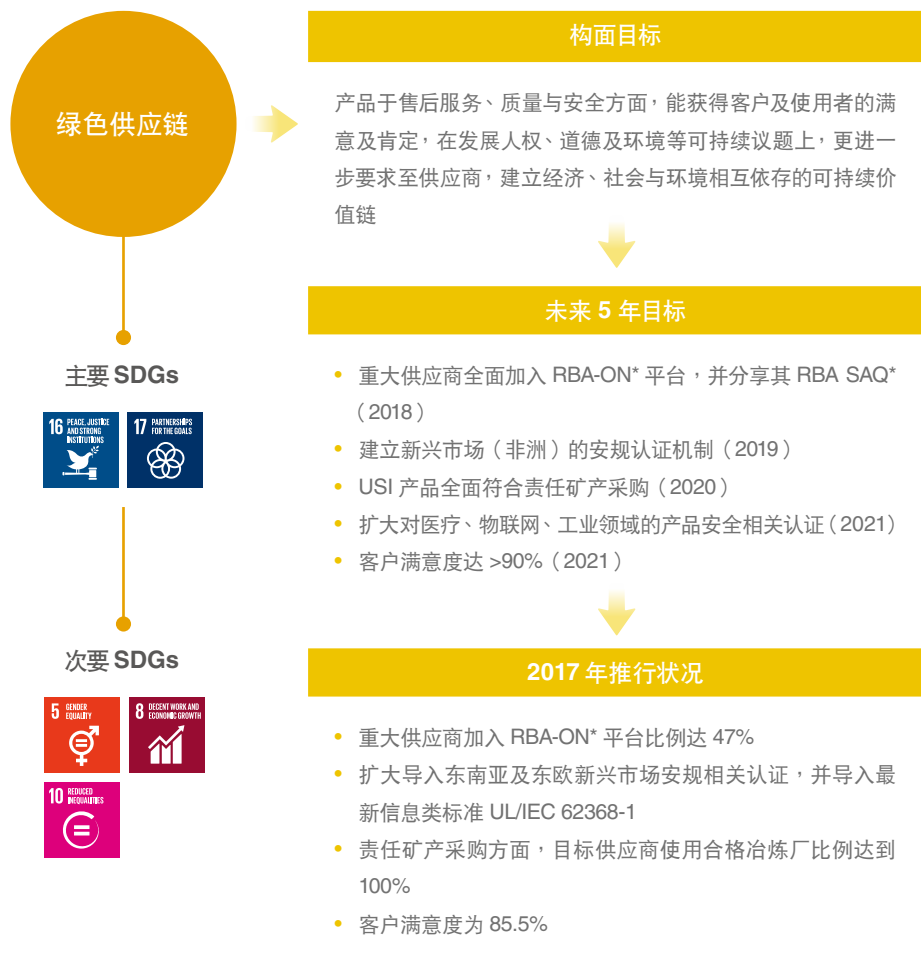 绿色供应链
构面目标
产品于售后服务、质量与安全方面，能获得客户及使用者的满
意及肯定，在发展人权、道德及环境等可持续议题上，更进一
步要求至供应商，建立经济、社会与环境相互依存的可持续价
值链
未来 5 年目标
• 重大供应商全面加入 RBA-ON* 平台，并分享其 RBA SAQ*
（2018）
• 建立新兴市场（非洲）的安规认证机制（2019）
• USI 产品全面符合责任矿产采购（2020）
• 扩大对医疗、物联网、工业领域的产品安全相关认证（2021）
• 客户满意度达 >90%（2021）
2017 年推行状况
• 重大供应商加入 RBA-ON* 平台比例达 47%
• 扩大导入东南亚及东欧新兴市场安规相关认证，并导入最
新信息类标准 UL/IEC 62368-1
• 责任矿产采购方面，目标供应商使用合格冶炼厂比例达到
100%
• 客户满意度为 85.5%
主要 SDGs
16 PEACE, JUSTICE
AND STRONG
INSTITUTIONS
17 PARTNERSHIPS
FOR THE GOALS
次要 SDGs
5 GENDER
EQUALITY
8 DECENT WORK AND
ECONOMIC GROWTH
10 REDUCED
INEQUALITIES